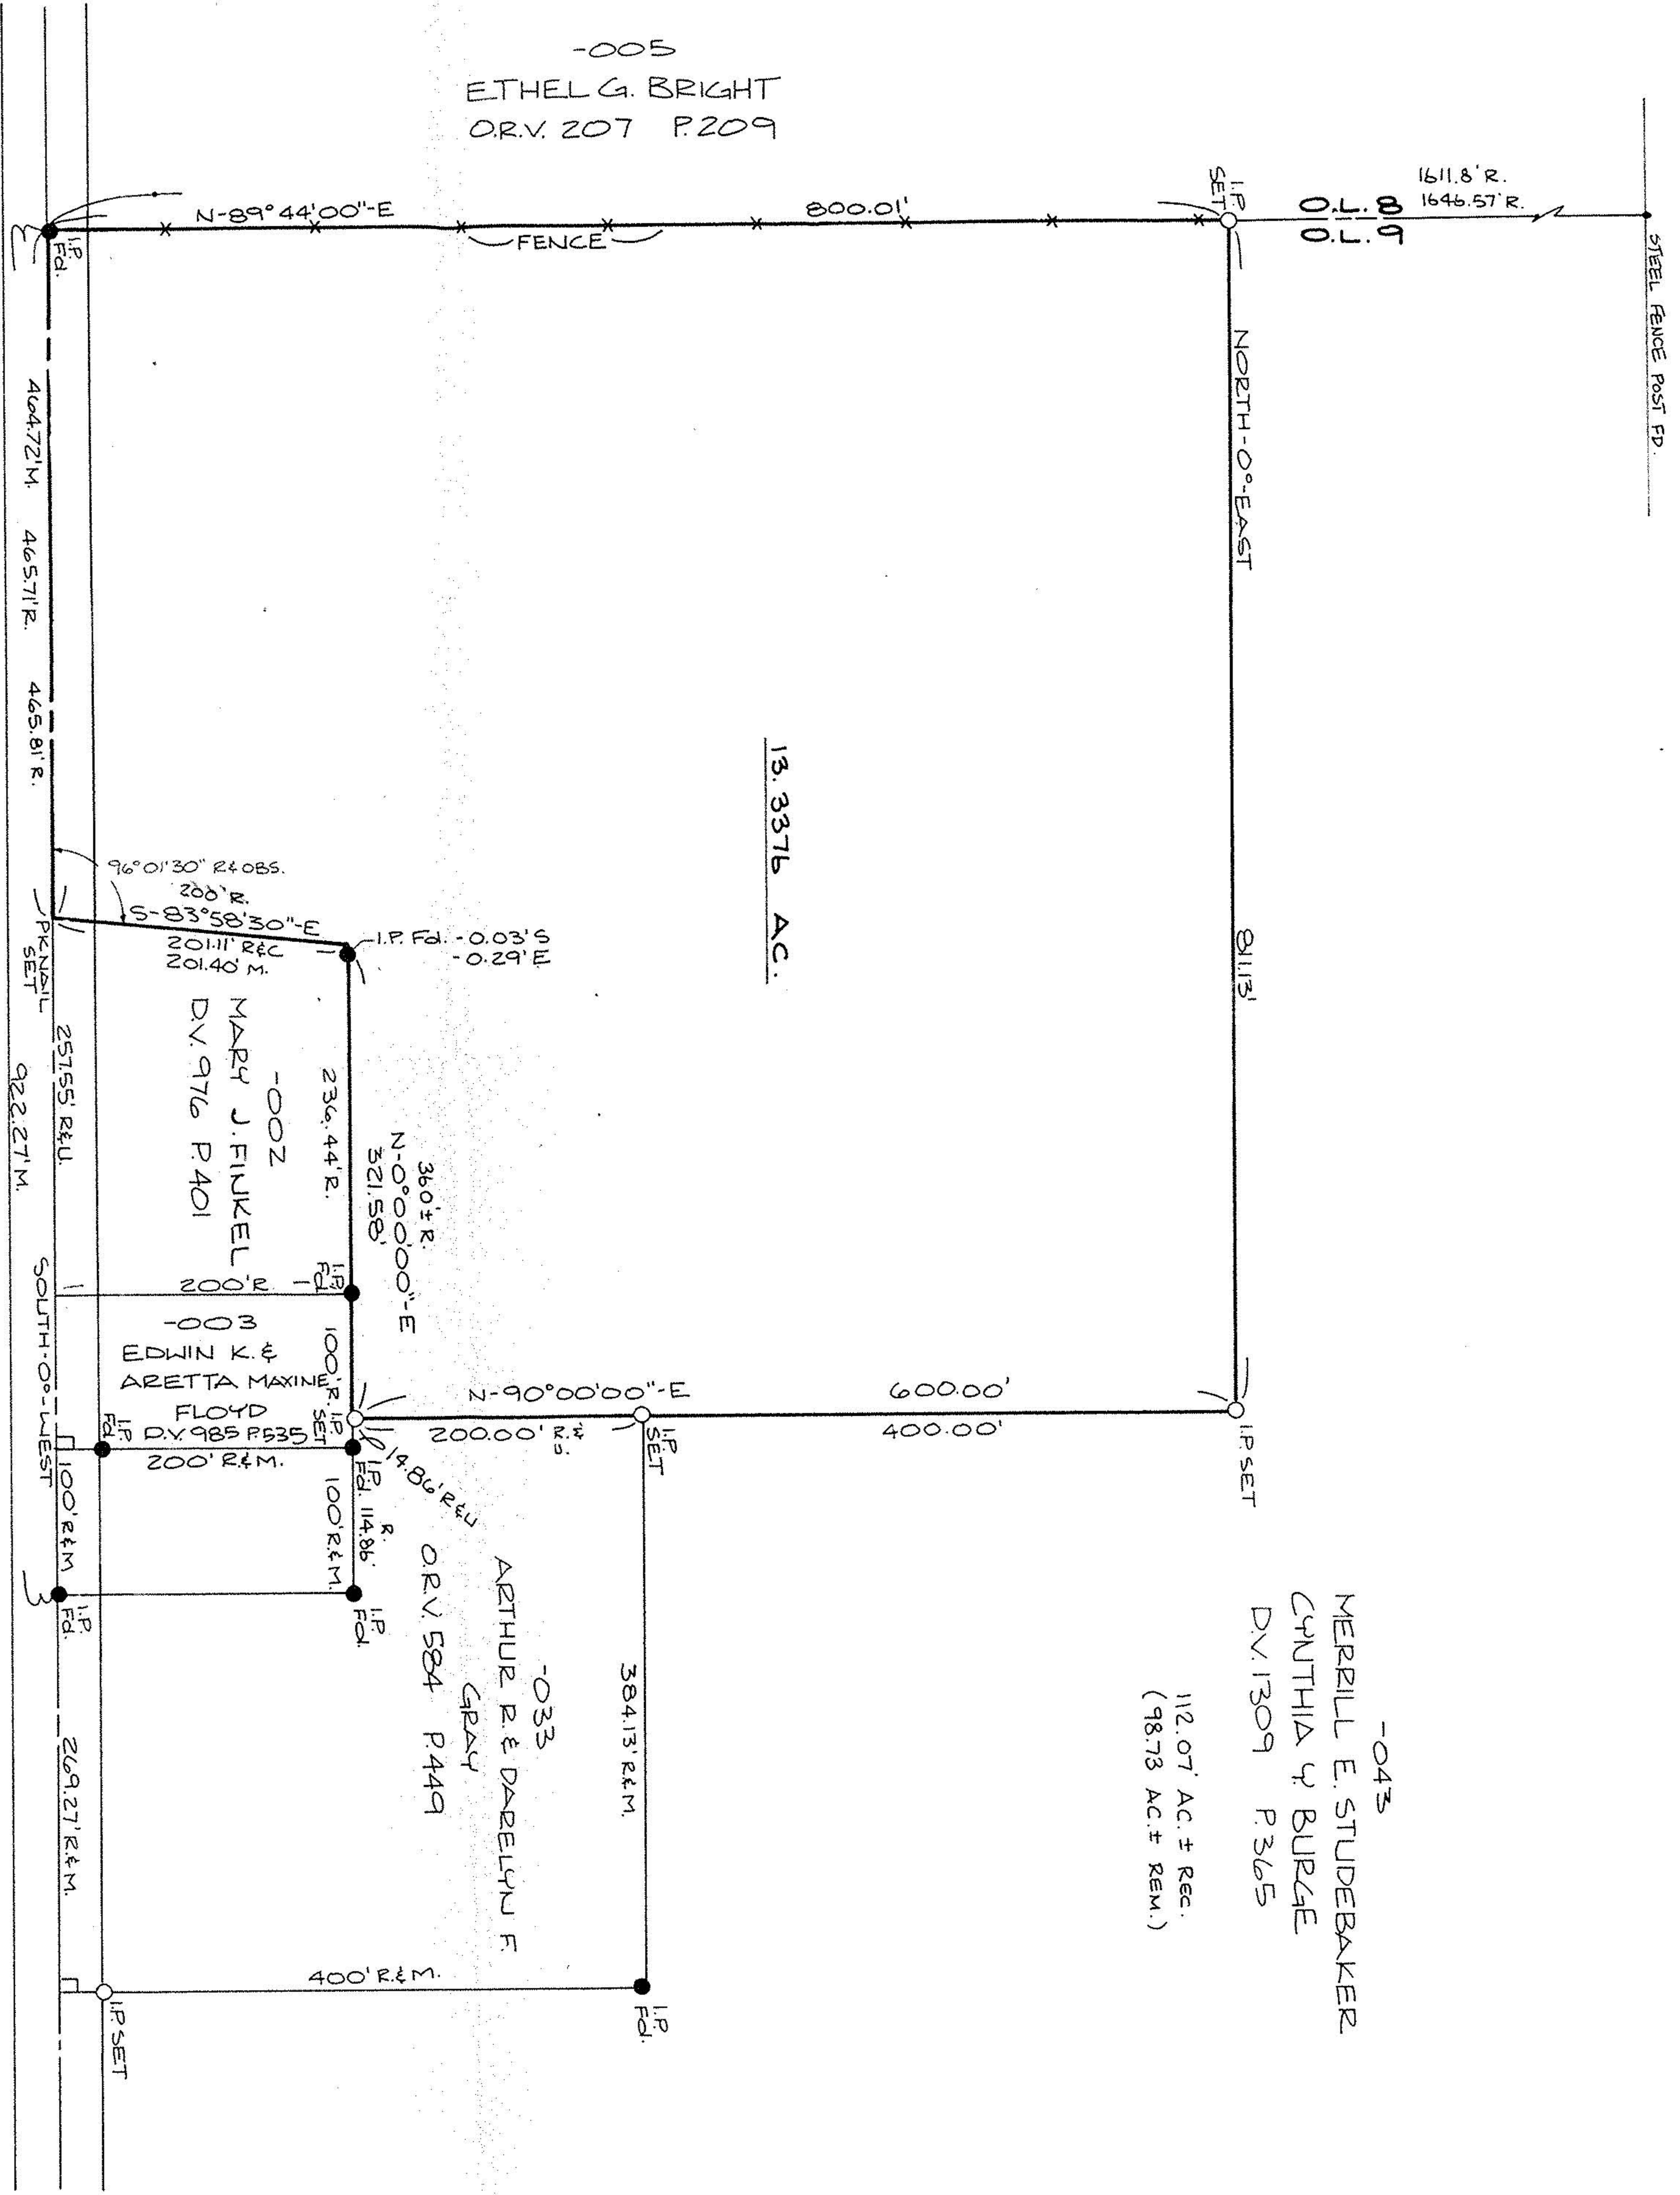 -005
ETHEL G. BRIGHT
O.R.V. 207 P.209
1611.8' R.
1646.57' R.
O.L. 8
O.L. 9
STEEL FENCE POST FD.
I.P.
SET
N-89°44'00"-E
800.01'
FENCE
I.P.
Fd.
NORTH-0°-EAST
811.13'
464.72'M. 465.71'R. 465.81'R.
13.3376 AC.
96°01'30" R&OBS.
200' R.
S-83°58'30"-E
201.11' R&C
201.40' M.
I.P. Fd. -0.03'S
-0.29'E
PKNAIL
SET
257.55' R&U.
922.27'M.
-002
MARY J. FINKEL
D.V. 976 P.401
236.44'R.
360'± R.
N-0°00'00"-E
321.58'
200'R.
I.P.
Fd
SOUTH-0°-WEST
-003
EDWIN K. &
ARETTA MAXINE
FLOYD
D.V. 985 P.535
200' R&M.
100'R.
I.P.
SET
I.P.
Fd
N-90°00'00"-E
600.00'
200.00' R.&
400.00'
I.P.
SET
I.P. SET
14.86' R&U
I.P.
Fd.
R.
114.86'
100'R&M.
100'R&M
I.P.
Fd.
I.P.
Fd.
-033
ARTHUR R. & DARELYN F.
GRAY
O.R.V. 584 P.449
384.13' R&M.
-043
MERRILL E. STUDEBAKER
CYNTHIA Y BURGE
D.V. 1309 P.365
112.07' AC.± REC.
(98.73 AC.± REM.)
269.27'R.&M.
400' R.&M.
I.P. SET
I.P.
Fd.